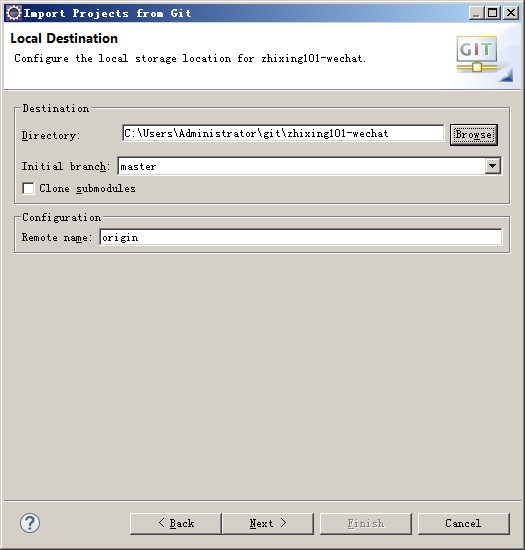 Import Projects from Git
Local Destination
Configure the local storage location for zhixing101-wechat.
GIT
Destination
Directory: C:\Users\Administrator\git\zhixing101-wechat Browse
Initial branch: master
Clone submodules
Configuration
Remote name: origin
? < Back Next > Finish Cancel